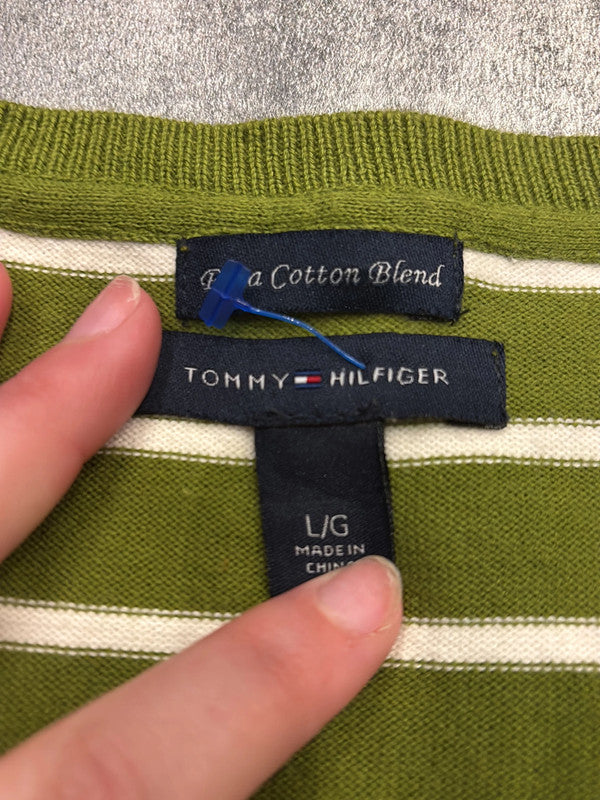 Cotton Blend
TOMMY HILFIGER
L/G
MADE IN